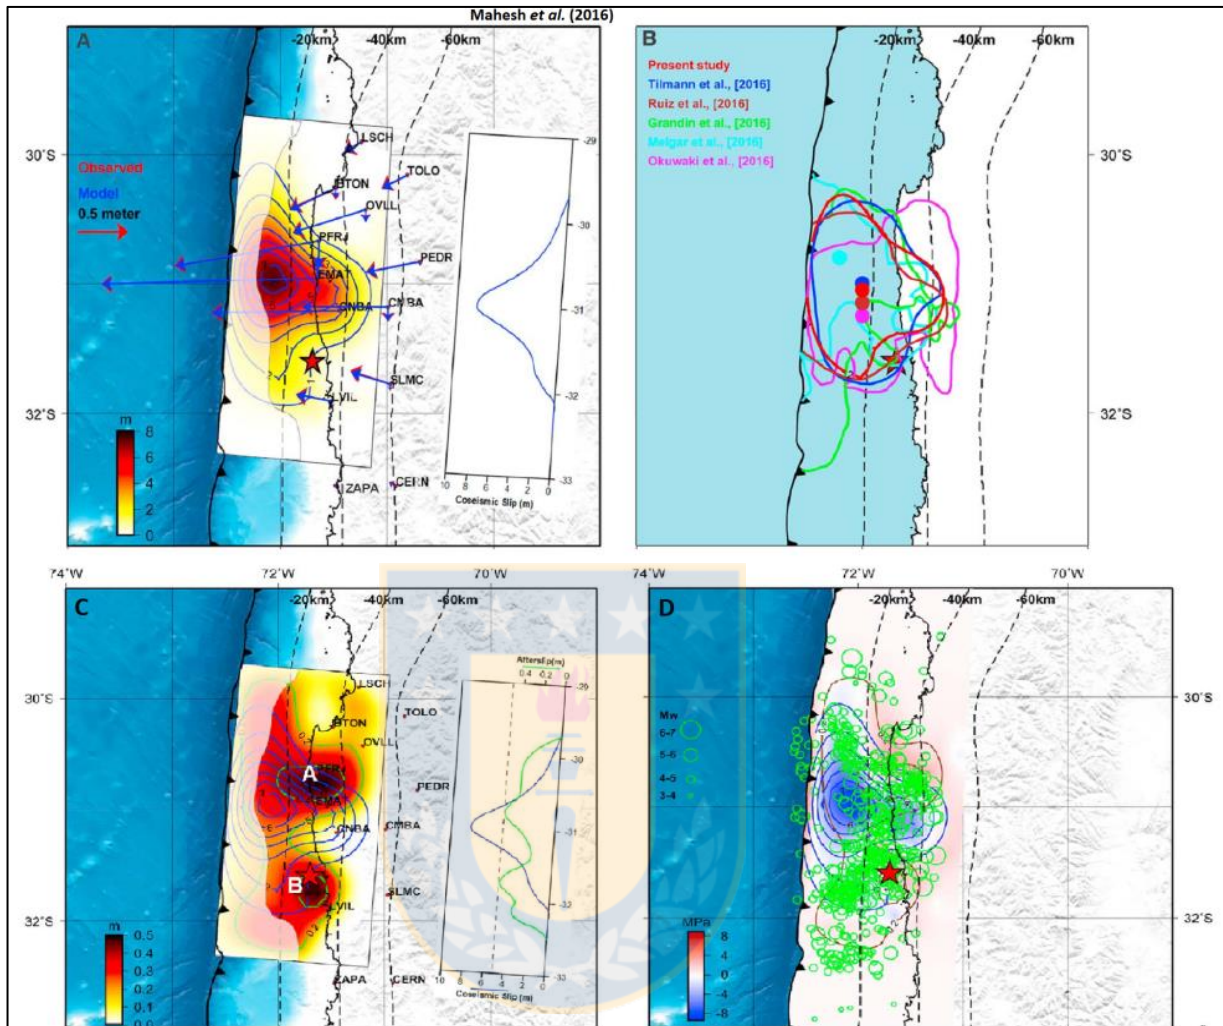 Mahesh et al. (2016)
A
-20km -40km -60km
LSCH
TOLO
BTON
OVLL
PFRJ
PEDR
EMAT
CNBA
CMBA
SLMC
LVIL
ZAPA
CERN
Observed
Model
0.5 meter
30°S
32°S
m
8
6
4
2
0
-29
-30
-31
-32
-33
10 8 6 4 2 0
Coseismic Slip (m)
B
-20km -40km -60km
Present study
Tilmann et al., [2016]
Ruiz et al., [2016]
Grandin et al., [2016]
Melgar et al., [2016]
Okuwaki et al., [2016]
30°S
32°S
74°W 72°W 70°W
C
-20km -40km -60km
LSCH
BTON
TOLO
OVLL
PEDR
A
CNBA
CMBA
B
SLMC
LVIL
ZAPA
CERN
30°S
32°S
m
0.5
0.4
0.3
0.2
0.1
0.0
Afterslip(m)
0.4 0.2 0
-29
-30
-31
-32
-33
10 8 6 4 2 0
Coseismic Slip (m)
74°W 72°W 70°W
D
-20km -40km -60km
Mw
6-7
5-6
4-5
3-4
30°S
32°S
MPa
8
4
0
-4
-8